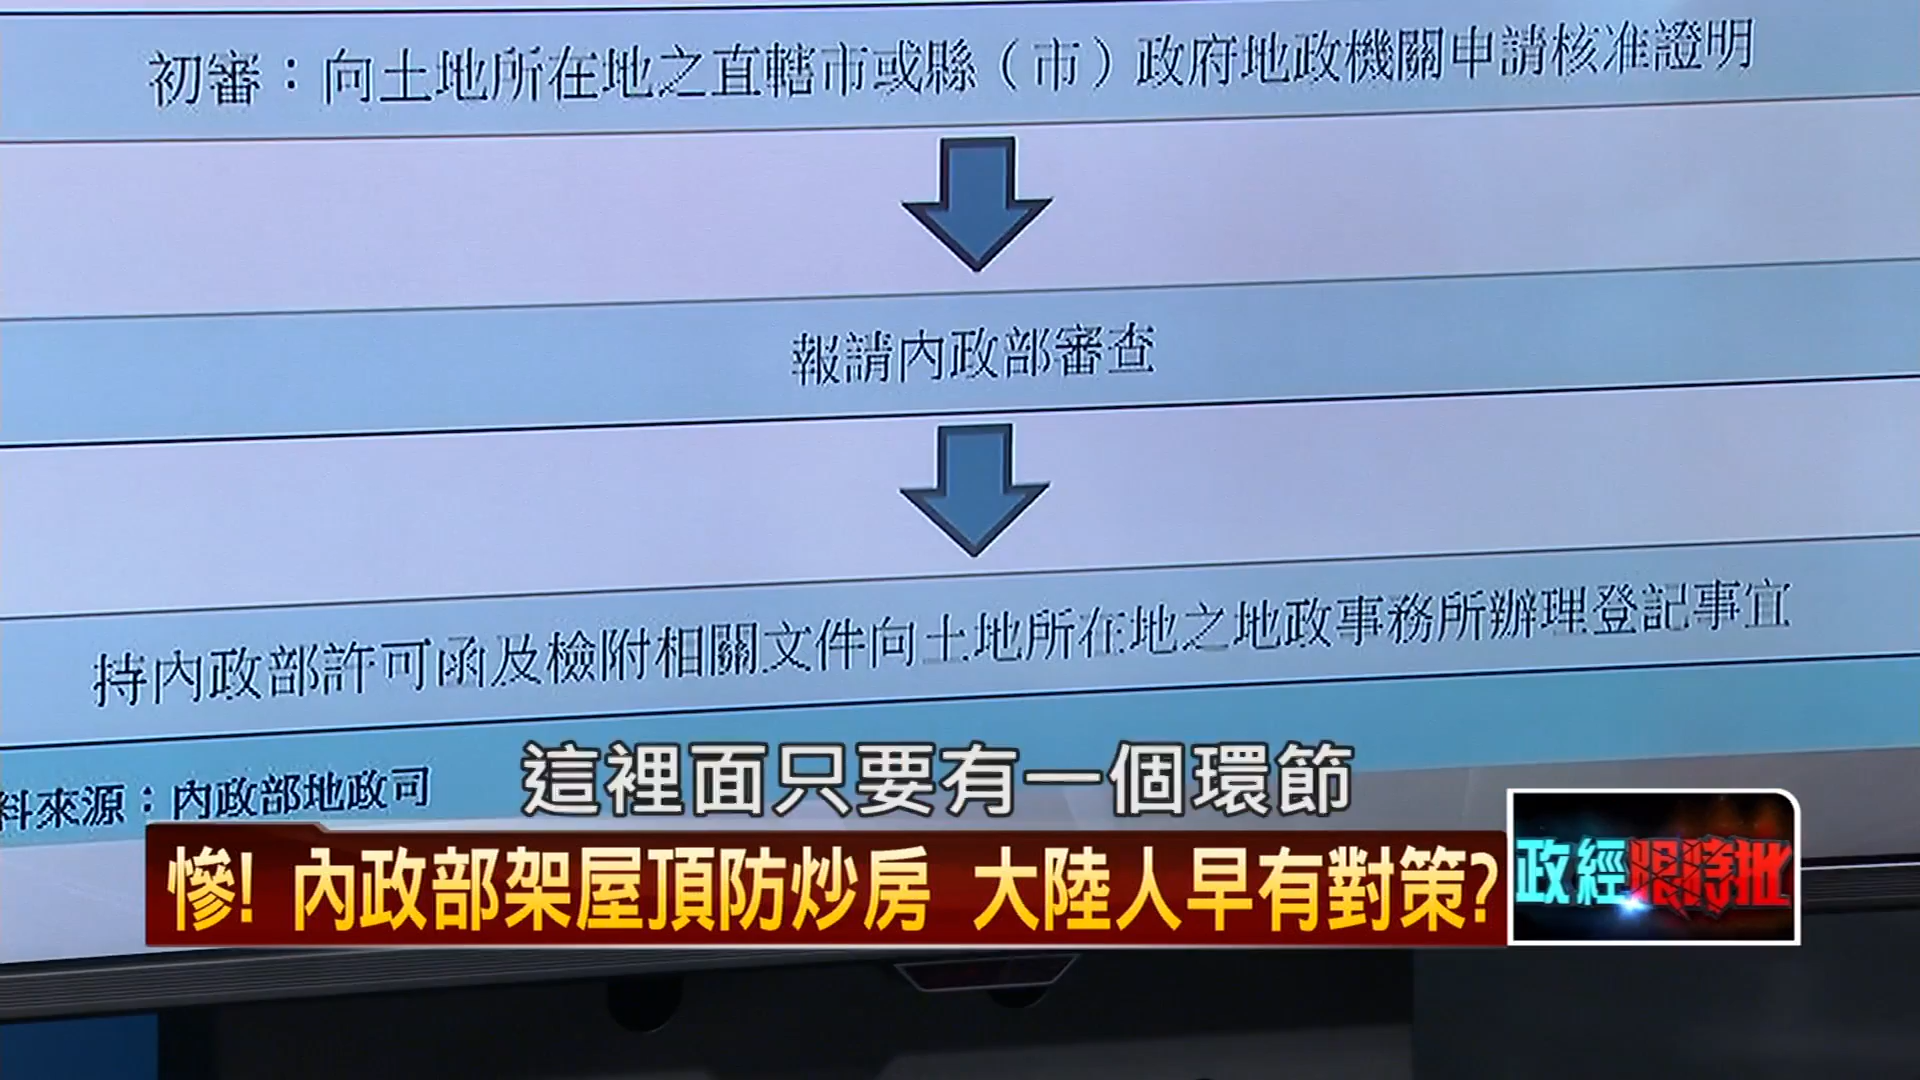 初審：向土地所在地之直轄市或縣（市）政府地政機關申請核准證明
報請內政部審查
持內政部許可函及檢附相關文件向土地所在地之地政事務所辦理登記事宜
料來源：內政部地政司
這裡面只要有一個環節
慘! 內政部架屋頂防炒房 大陸人早有對策?
政經狠特批